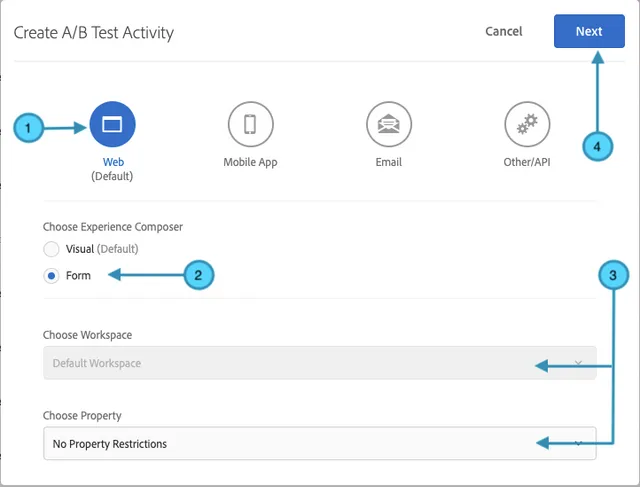 Create A/B Test Activity
Cancel
Next
1
4
Web
(Default)
Mobile App
Email
Other/API
Choose Experience Composer
Visual (Default)
Form
2
3
Choose Workspace
Default Workspace
Choose Property
No Property Restrictions